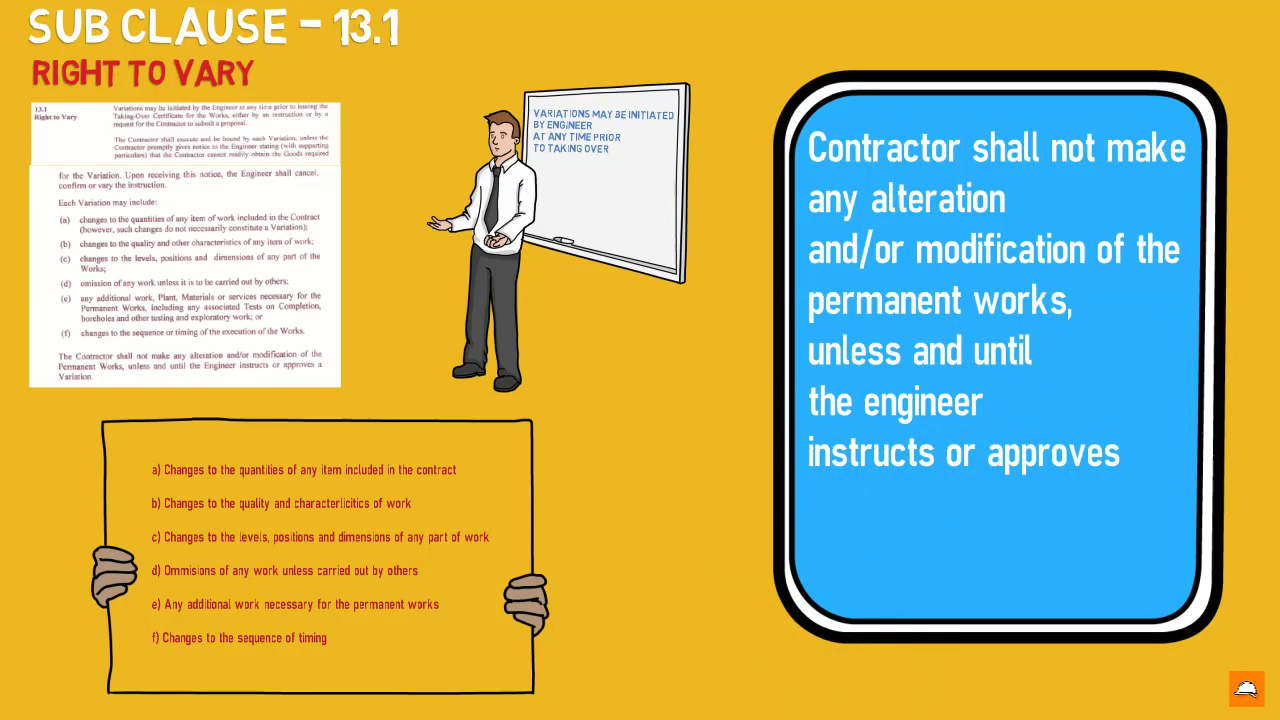 SUB CLAUSE - 13.1
RIGHT TO VARY
13.1
Right to Vary
Variations may be initiated by the Engineer at any time prior to issuing the
Taking-Over Certificate for the Works, either by an instruction or by a
request for the Contractor to submit a proposal.
The Contractor shall execute and be bound by each Variation, unless the
Contractor promptly gives notice to the Engineer stating (with supporting
particulars) that the Contractor cannot readily obtain the Goods required
for the Variation. Upon receiving this notice, the Engineer shall cancel,
confirm or vary the instruction.
Each Variation may include:
(a) changes to the quantities of any item of work included in the Contract
(however, such changes do not necessarily constitute a Variation);
(b) changes to the quality and other characteristics of any item of work;
(c) changes to the levels, positions and dimensions of any part of the
Works;
(d) omission of any work unless it is to be carried out by others;
(e) any additional work, Plant, Materials or services necessary for the
Permanent Works, including any associated Tests on Completion,
boreholes and other testing and exploratory work; or
(f) changes to the sequence or timing of the execution of the Works.
The Contractor shall not make any alteration and/or modification of the
Permanent Works, unless and until the Engineer instructs or approves a
Variation.
VARIATIONS MAY BE INITIATED
BY ENGINEER
AT ANY TIME PRIOR
TO TAKING OVER
a) Changes to the quantities of any item included in the contract
b) Changes to the quality and characterlicitics of work
c) Changes to the levels, positions and dimensions of any part of work
d) Ommisions of any work unless carried out by others
e) Any additional work necessary for the permanent works
f) Changes to the sequence of timing
Contractor shall not make
any alteration
and/or modification of the
permanent works,
unless and until
the engineer
instructs or approves